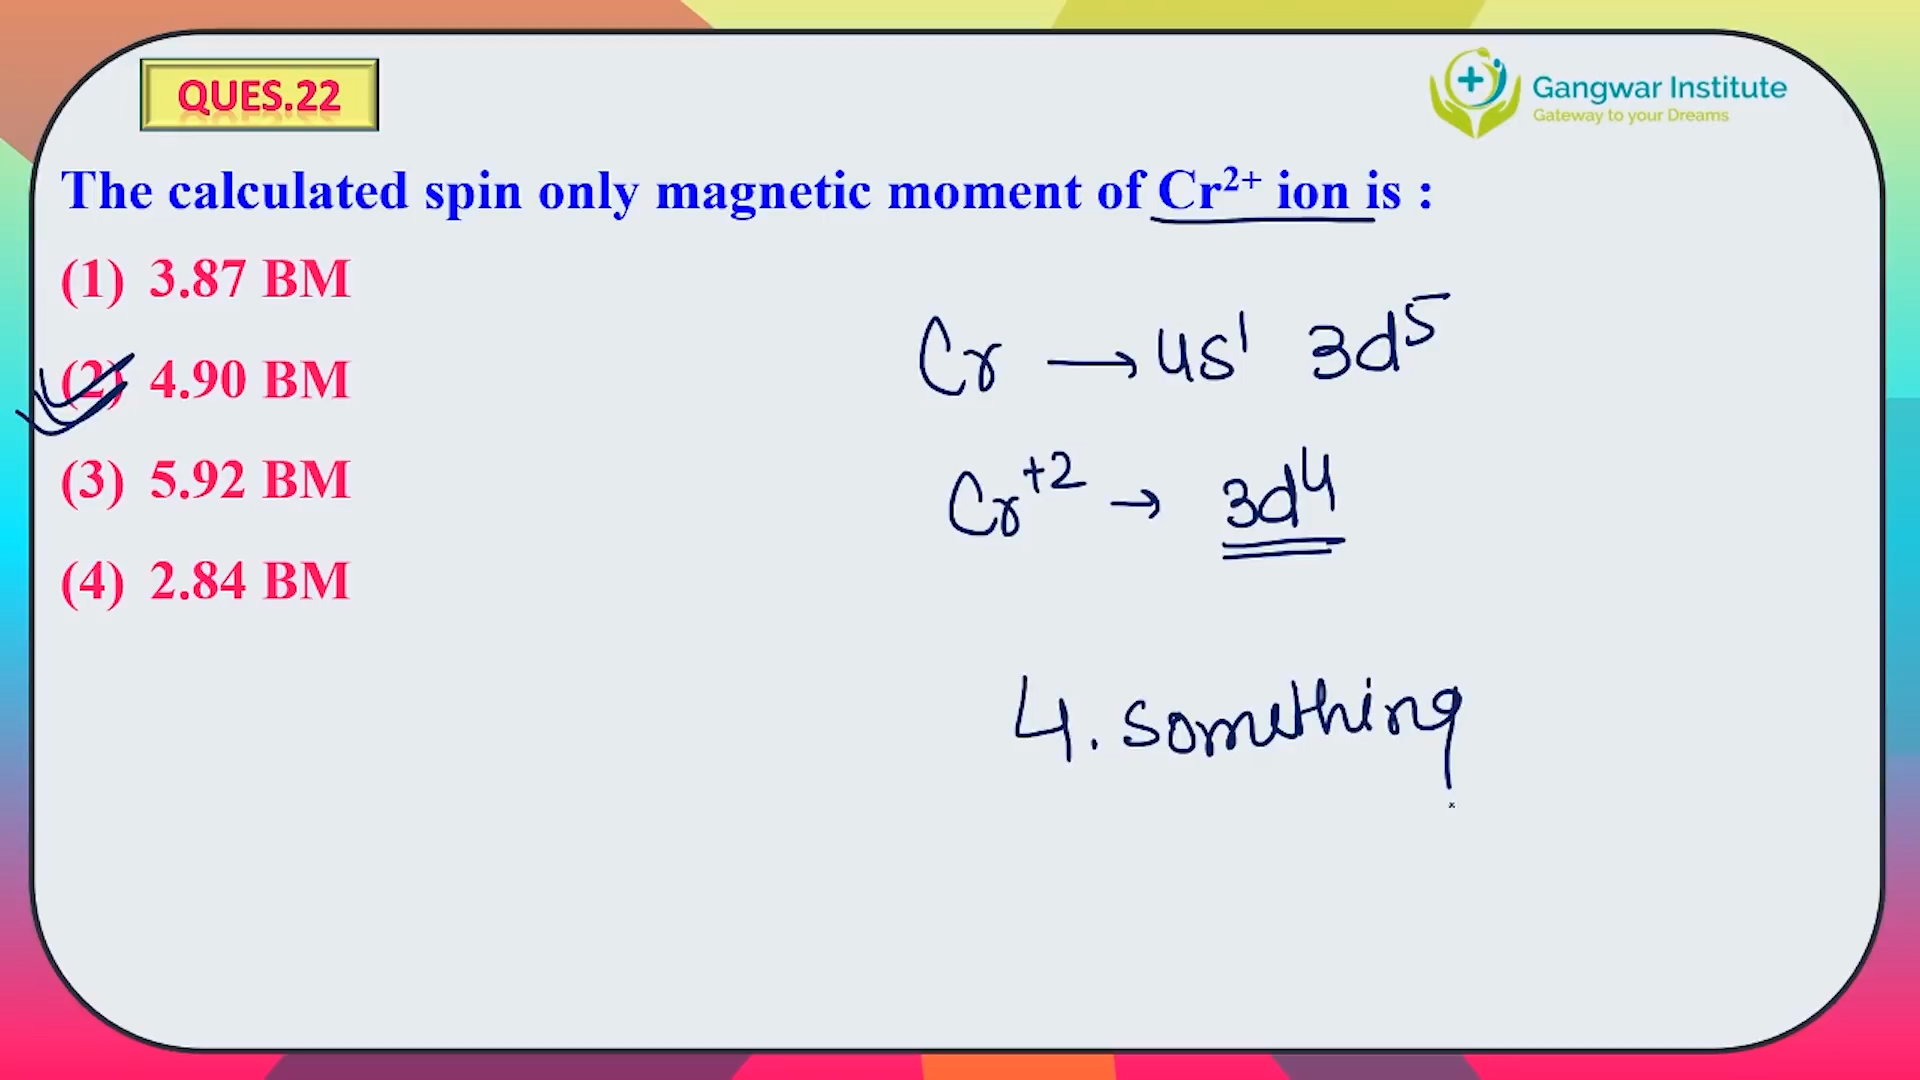 QUES.22
Gangwar Institute
Gateway to your Dreams
The calculated spin only magnetic moment of Cr²⁺ ion is :
(1) 3.87 BM
(2) 4.90 BM
(3) 5.92 BM
(4) 2.84 BM
Cr → 4s¹ 3d⁵
Cr⁺² → 3d⁴
4. something